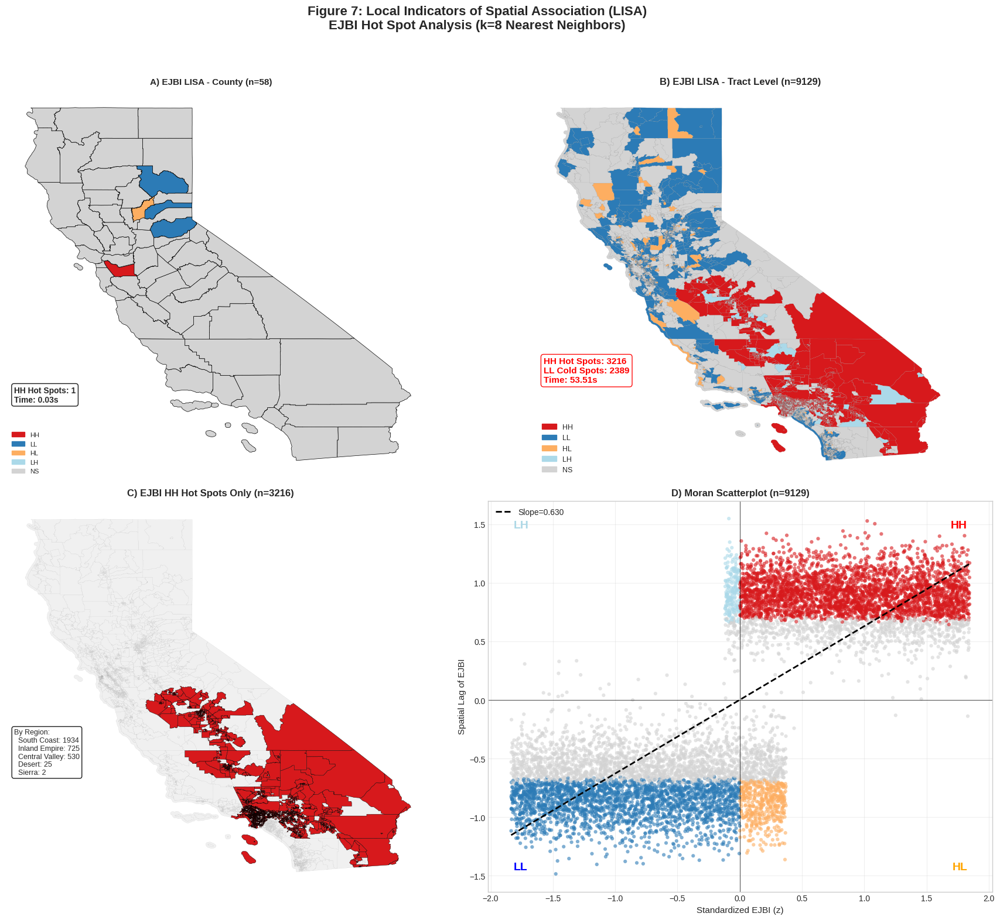 Figure 7: Local Indicators of Spatial Association (LISA)
EJBI Hot Spot Analysis (k=8 Nearest Neighbors)
A) EJBI LISA - County (n=58)
HH Hot Spots: 1
Time: 0.03s
HH
LL
HL
LH
NS
B) EJBI LISA - Tract Level (n=9129)
HH Hot Spots: 3216
LL Cold Spots: 2389
Time: 53.51s
HH
LL
HL
LH
NS
C) EJBI HH Hot Spots Only (n=3216)
By Region:
South Coast: 1934
Inland Empire: 725
Central Valley: 530
Desert: 25
Sierra: 2
D) Moran Scatterplot (n=9129)
Slope=0.630
LH
HH
LL
HL
1.5
1.0
0.5
0.0
−0.5
−1.0
−1.5
Spatial Lag of EJBI
−2.0
−1.5
−1.0
−0.5
0.0
0.5
1.0
1.5
2.0
Standardized EJBI (z)